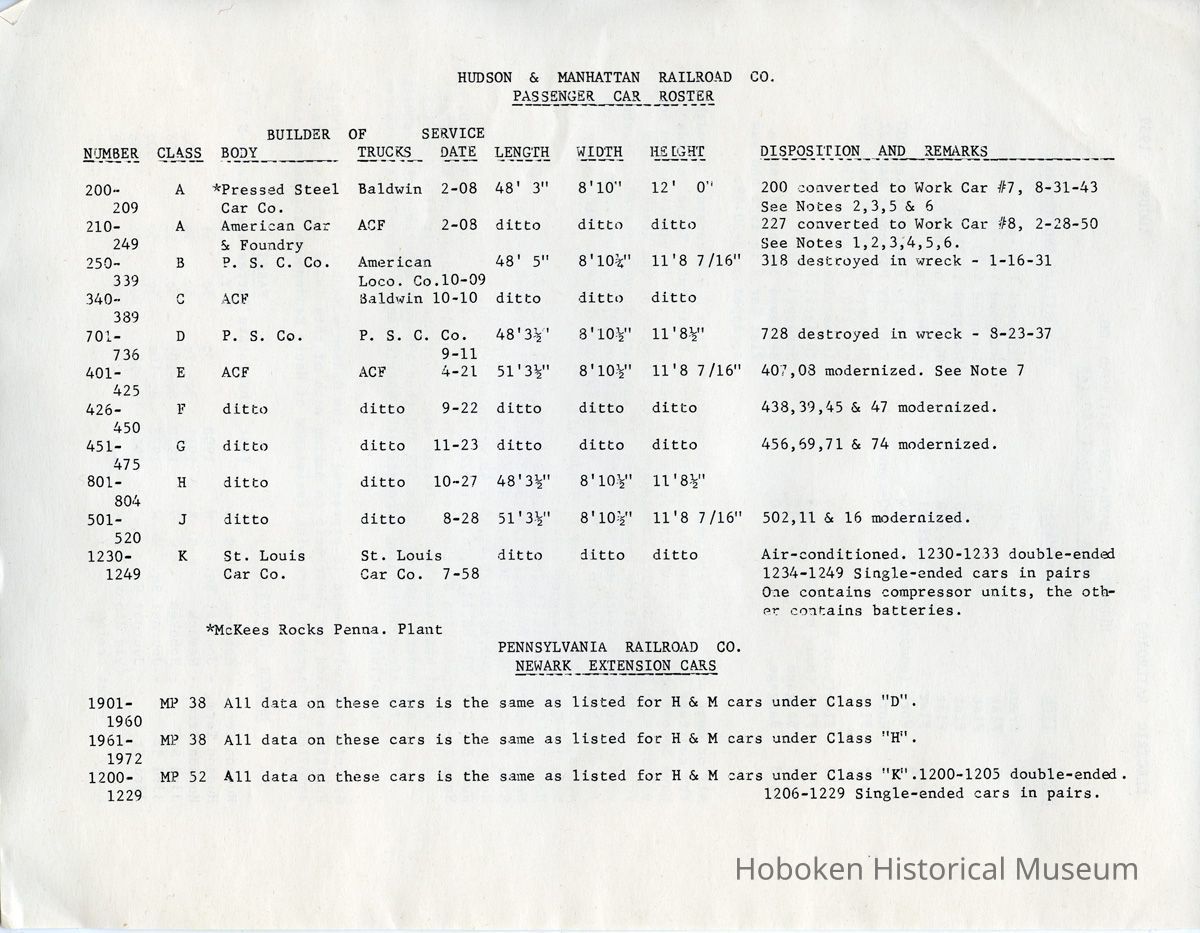 HUDSON & MANHATTAN RAILROAD CO.
PASSENGER CAR ROSTER
BUILDER OF SERVICE
NUMBER CLASS BODY TRUCKS DATE LENGTH WIDTH HEIGHT DISPOSITION AND REMARKS
200- A *Pressed Steel Baldwin 2-08 48' 3" 8'10" 12' 0" 200 converted to Work Car #7, 8-31-43
209 Car Co. See Notes 2,3,5 & 6
210- A American Car ACF 2-08 ditto ditto ditto 227 converted to Work Car #8, 2-28-50
249 & Foundry See Notes 1,2,3,4,5,6.
250- B P. S. C. Co. American 48' 5" 8'10¼" 11'8 7/16" 318 destroyed in wreck - 1-16-31
339 Loco. Co.10-09
340- C ACF Baldwin 10-10 ditto ditto ditto
389
701- D P. S. Co. P. S. C. Co. 48'3½' 8'10½" 11'8½" 728 destroyed in wreck - 8-23-37
736 9-11
401- E ACF ACF 4-21 51'3½" 8'10½" 11'8 7/16" 407,08 modernized. See Note 7
425
426- F ditto ditto 9-22 ditto ditto ditto 438,39,45 & 47 modernized.
450
451- G ditto ditto 11-23 ditto ditto ditto 456,69,71 & 74 modernized.
475
801- H ditto ditto 10-27 48'3½" 8'10½" 11'8½"
804
501- J ditto ditto 8-28 51'3½" 8'10½" 11'8 7/16" 502,11 & 16 modernized.
520
1230- K St. Louis St. Louis ditto ditto ditto Air-conditioned. 1230-1233 double-ended
1249 Car Co. Car Co. 7-58 1234-1249 Single-ended cars in pairs
One contains compressor units, the oth-
er contains batteries.
*McKees Rocks Penna. Plant
PENNSYLVANIA RAILROAD CO.
NEWARK EXTENSION CARS
1901- MP 38 All data on these cars is the same as listed for H & M cars under Class "D".
1960
1961- MP 38 All data on these cars is the same as listed for H & M cars under Class "H".
1972
1200- MP 52 All data on these cars is the same as listed for H & M cars under Class "K".1200-1205 double-ended.
1229 1206-1229 Single-ended cars in pairs.
Hoboken Historical Museum